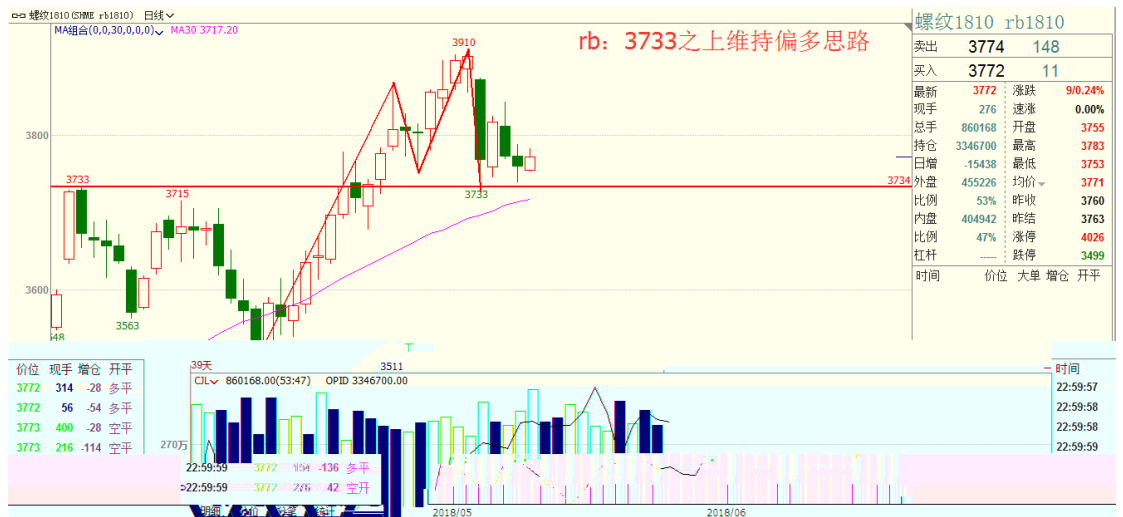 螺纹1810(SHME rb1810) 日线
MA组合(0,0,30,0,0,0) MA30 3717.20
rb：3733之上维持偏多思路
3910
3800
3733
3715
3734
3733
3600
3563
螺纹1810 rb1810
卖出 3774 148
买入 3772 11
最新 3772 涨跌 9/0.24%
现手 276 速涨 0.00%
总手 860168 开盘 3755
持仓 3346700 最高 3783
日增 -15438 最低 3753
外盘 455226 均价 3771
比例 53% 昨收 3760
内盘 404942 昨结 3763
比例 47% 涨停 4026
杠杆 ----- 跌停 3499
时间 价位 大单 增仓 开平
价位 现手 增仓 开平
3772 314 -28 多平
3772 56 -54 多平
3773 400 -28 空平
3773 216 -114 空平
39天
3511
CJL 860168.00(53:47) OPID 3346700.00
270万
时间
22:59:57
22:59:58
22:59:58
22:59:59
22:59:59 3772 -136 多平
22:59:59 3772 276 42 空开
2018/05
2018/06